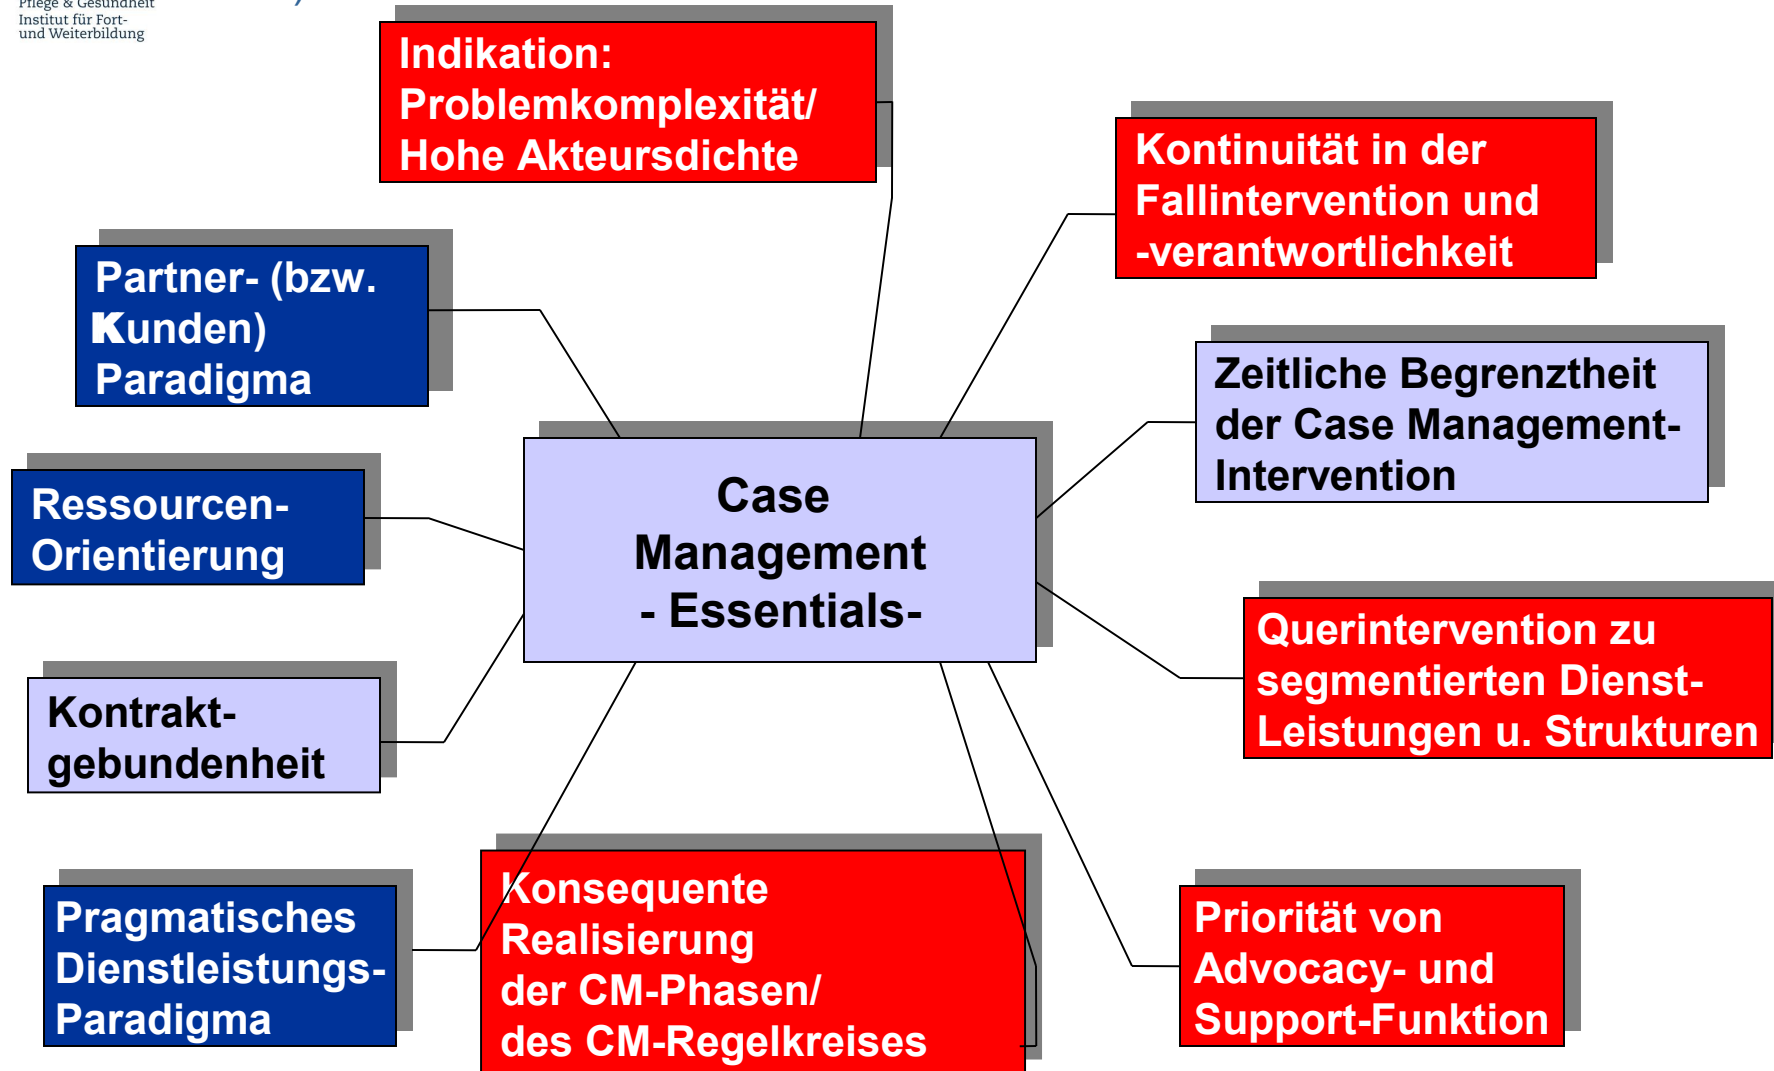 Pflege & Gesundheit
Institut für Fort-
und Weiterbildung
Indikation:
Problemkomplexität/
Hohe Akteursdichte
Kontinuität in der
Fallintervention und
-verantwortlichkeit
Partner- (bzw.
Kunden)
Paradigma
Zeitliche Begrenztheit
der Case Management-
Intervention
Ressourcen-
Orientierung
Case
Management
- Essentials-
Querintervention zu
segmentierten Dienst-
Leistungen u. Strukturen
Kontrakt-
gebundenheit
Pragmatisches
Dienstleistungs-
Paradigma
Konsequente
Realisierung
der CM-Phasen/
des CM-Regelkreises
Priorität von
Advocacy- und
Support-Funktion